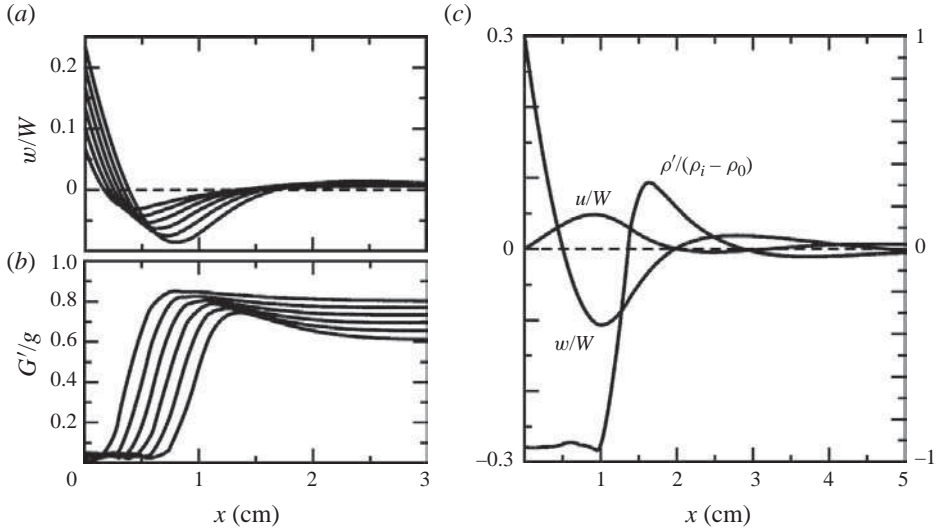 (a)
0.2
0.1
0
w/W
(b)
1.0
0.8
0.6
0.4
0.2
0
G′/g
0 1 2 3
x (cm)
(c)
0.3
0
–0.3
1
0
–1
ρ′/(ρi – ρ0)
u/W
w/W
1 2 3 4 5
x (cm)